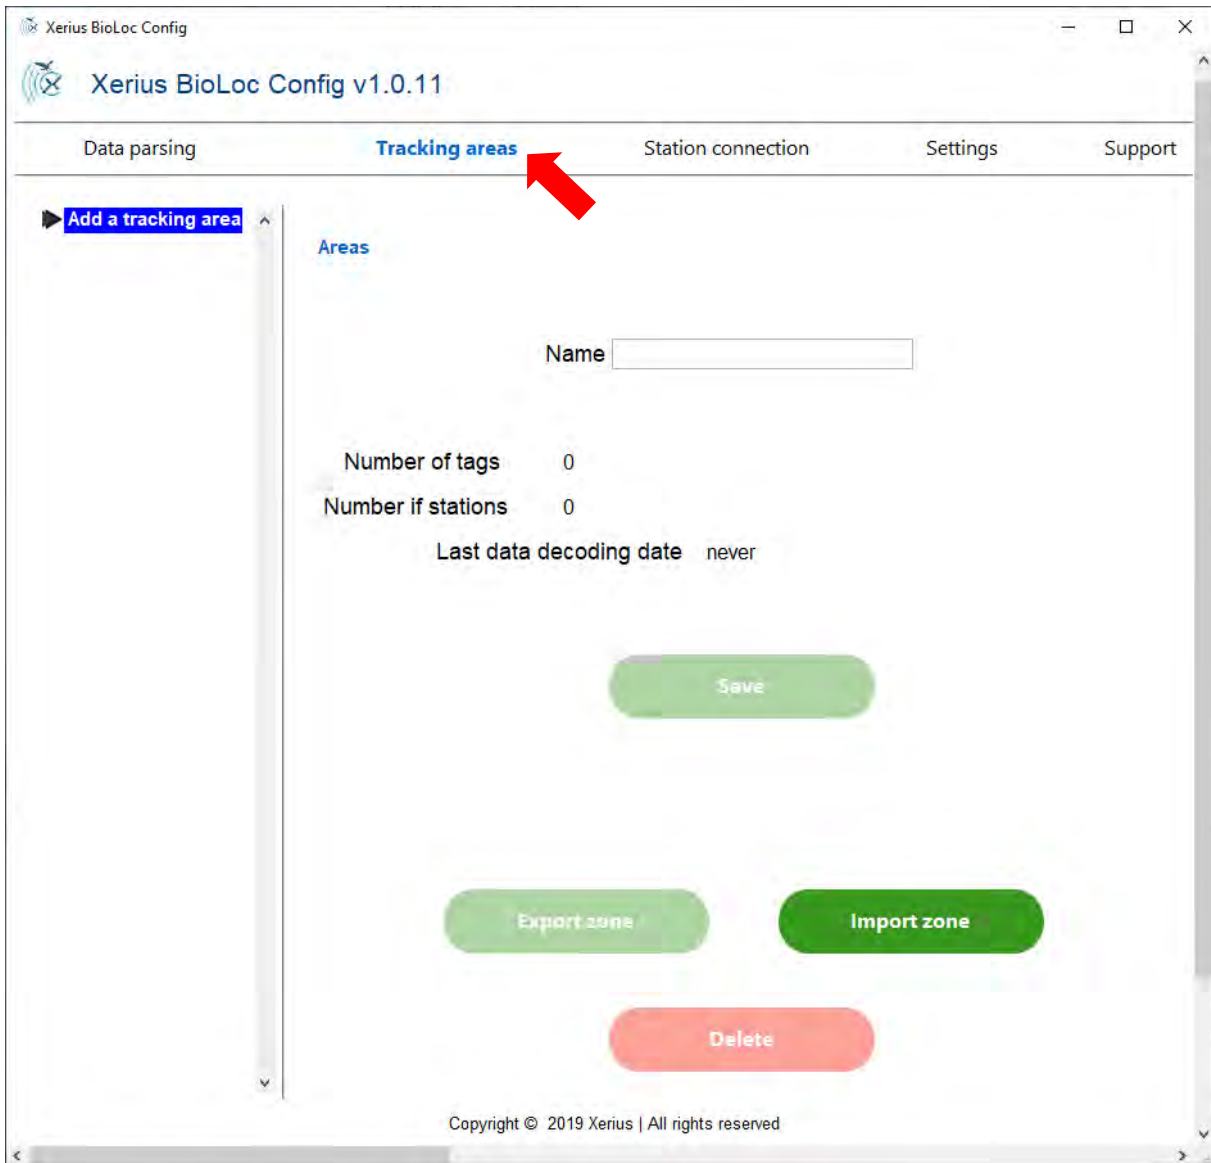 Xerius BioLoc Config
Xerius BioLoc Config v1.0.11
Data parsing Tracking areas Station connection Settings Support
Add a tracking area
Areas
Name
Number of tags 0
Number if stations 0
Last data decoding date never
Save
Export zone Import zone
Delete
Copyright © 2019 Xerius | All rights reserved